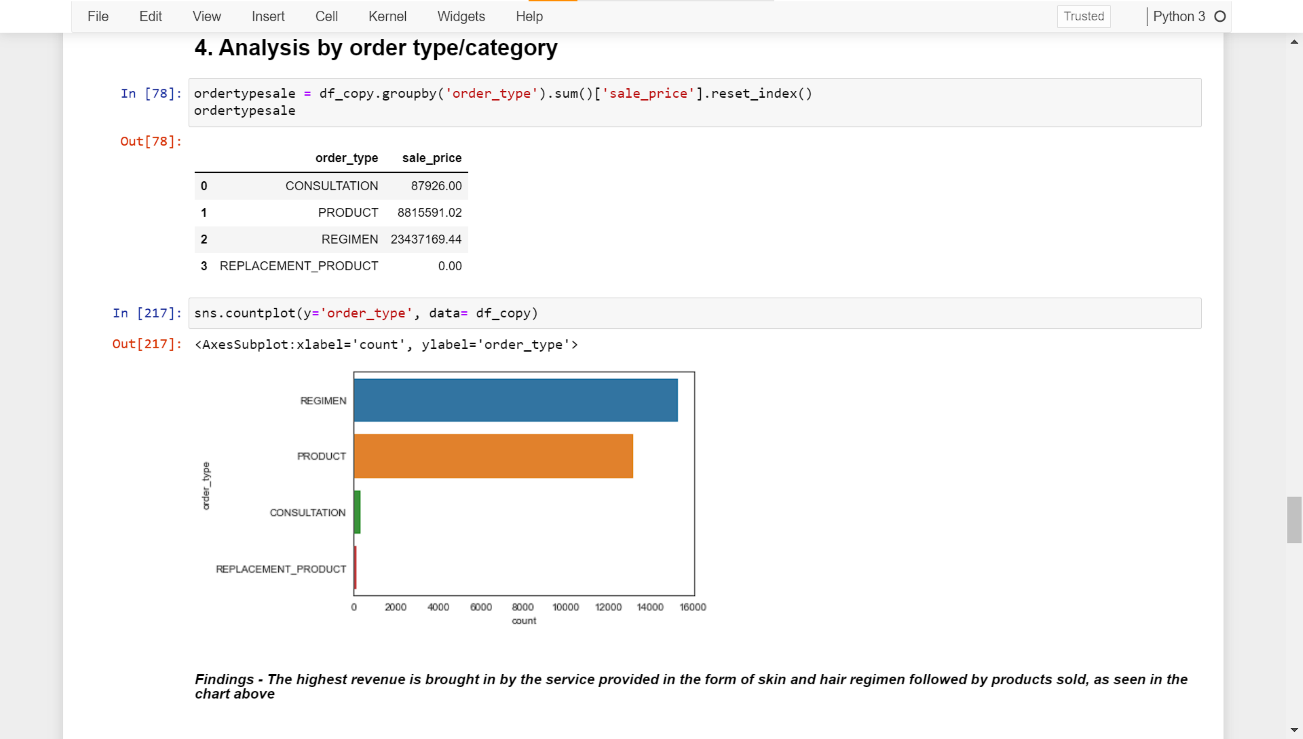 File Edit View Insert Cell Kernel Widgets Help Trusted Python 3
4. Analysis by order type/category
In [78]: ordertypesale = df_copy.groupby('order_type').sum()['sale_price'].reset_index()
ordertypesale
Out[78]:
order_type sale_price
0 CONSULTATION 87926.00
1 PRODUCT 8815591.02
2 REGIMEN 23437169.44
3 REPLACEMENT_PRODUCT 0.00
In [217]: sns.countplot(y='order_type', data= df_copy)
Out[217]: <AxesSubplot:xlabel='count', ylabel='order_type'>
REGIMEN
PRODUCT
order_type
CONSULTATION
REPLACEMENT_PRODUCT
0 2000 4000 6000 8000 10000 12000 14000 16000
count
Findings - The highest revenue is brought in by the service provided in the form of skin and hair regimen followed by products sold, as seen in the
chart above